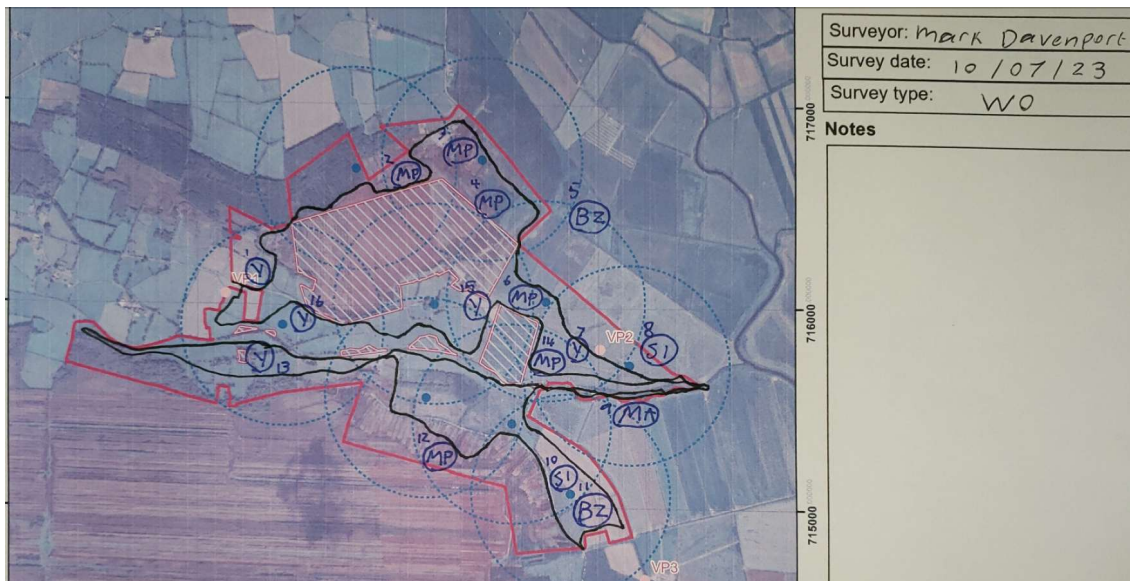 Surveyor: Mark Davenport
Survey date: 10/07/23
Survey type: WO
Notes
717000
716000
715000
3 MP
2 MP
4 MP
5 BZ
1 Y
VP1
15 Y
6 MP
16 Y
14 MP
7 Y
VP2
8 SI
Y 13
9 MA
12 MP
10 SI
11 BZ
VP3